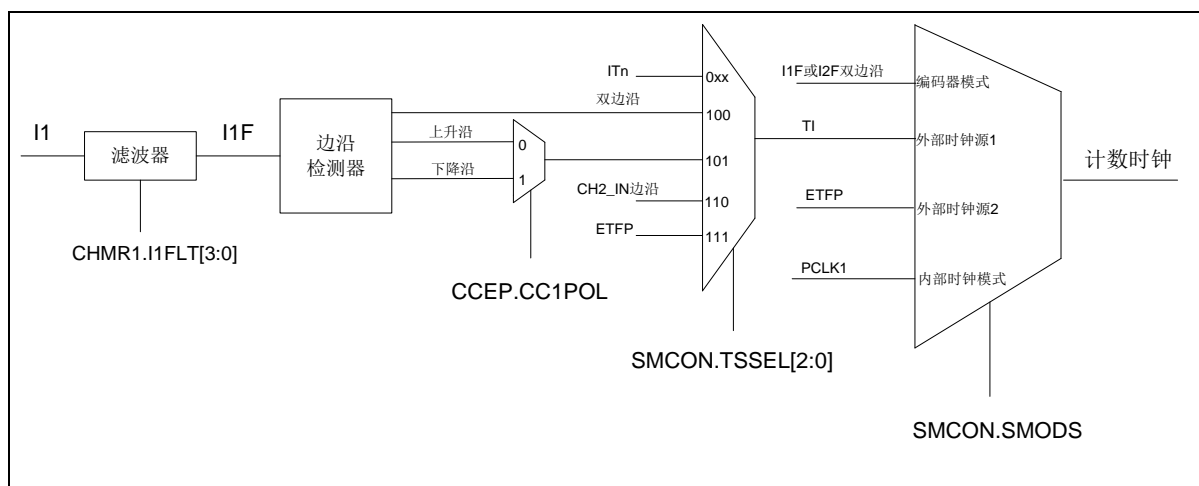 I1
滤波器
CHMR1.I1FLT[3:0]
I1F
边沿
检测器
双边沿
上升沿
下降沿
0
1
CCEP.CC1POL
ITn
CH2_IN边沿
ETFP
0xx
100
101
110
111
SMCON.TSSEL[2:0]
I1F或I2F双边沿
TI
ETFP
PCLK1
编码器模式
外部时钟源1
外部时钟源2
内部时钟模式
SMCON.SMODS
计数时钟